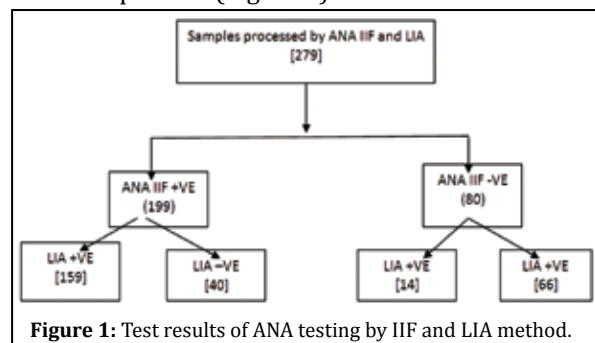 Samples processed by ANA IIF and LIA
[279]
ANA IIF +VE
(199)
ANA IIF -VE
(80)
LIA +VE
[159]
LIA –VE
[40]
LIA +VE
[14]
LIA +VE
[66]
Figure 1: Test results of ANA testing by IIF and LIA method.